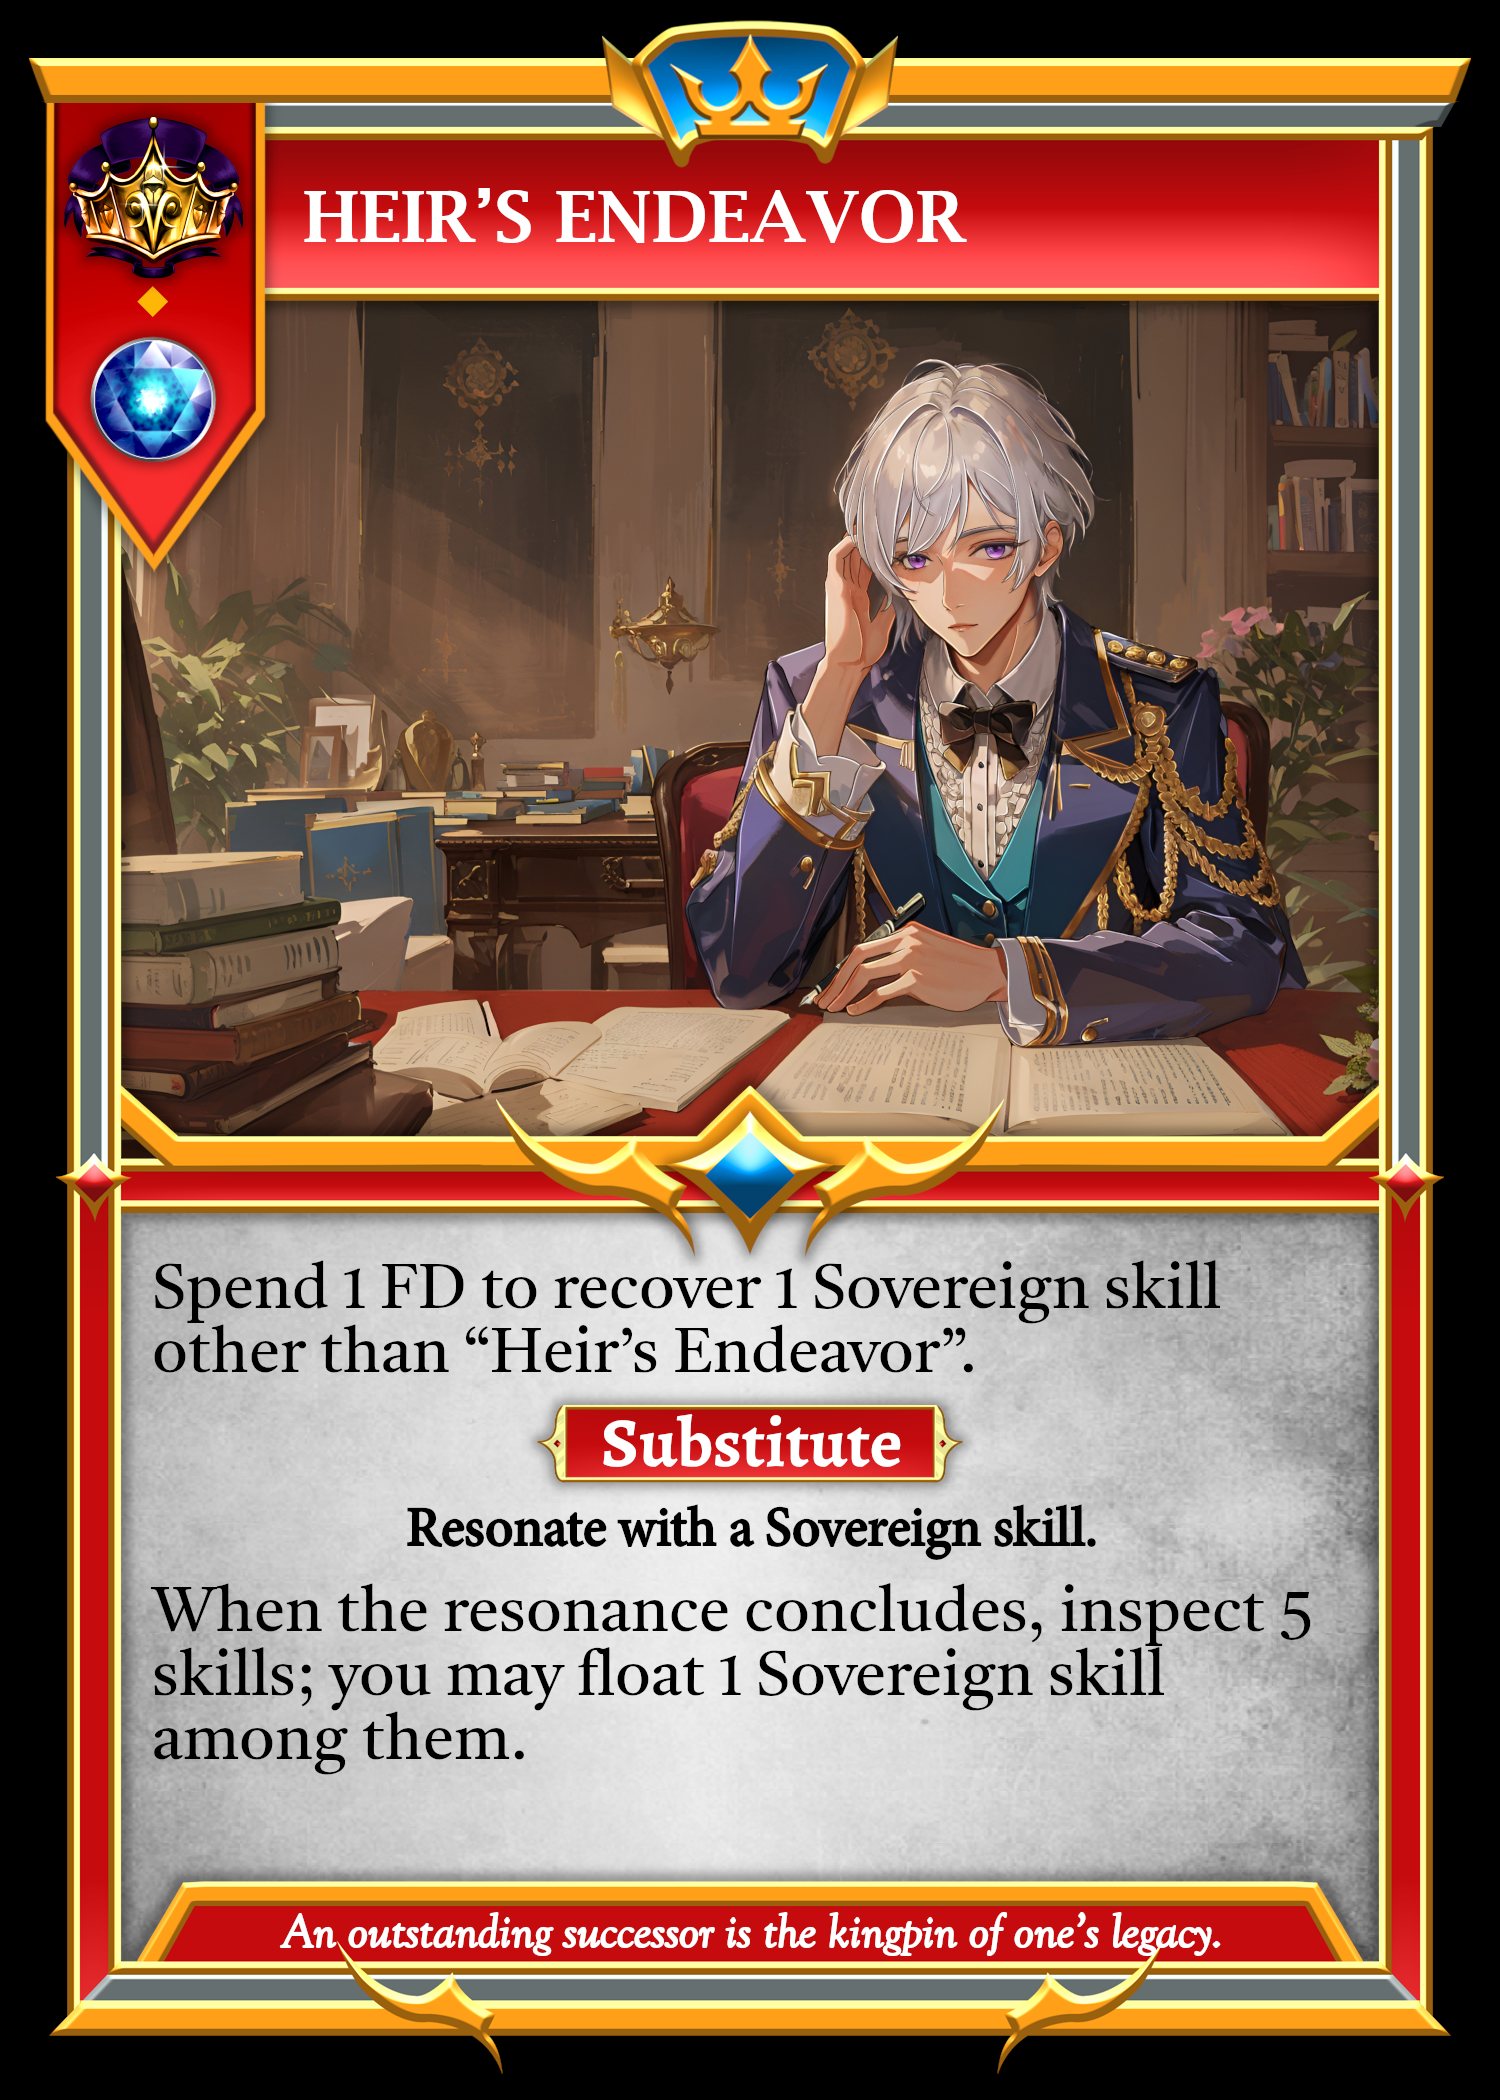 HEIR’S ENDEAVOR
Spend 1 FD to recover 1 Sovereign skill
other than “Heir’s Endeavor”.
Substitute
Resonate with a Sovereign skill.
When the resonance concludes, inspect 5
skills; you may float 1 Sovereign skill
among them.
An outstanding successor is the kingpin of one’s legacy.